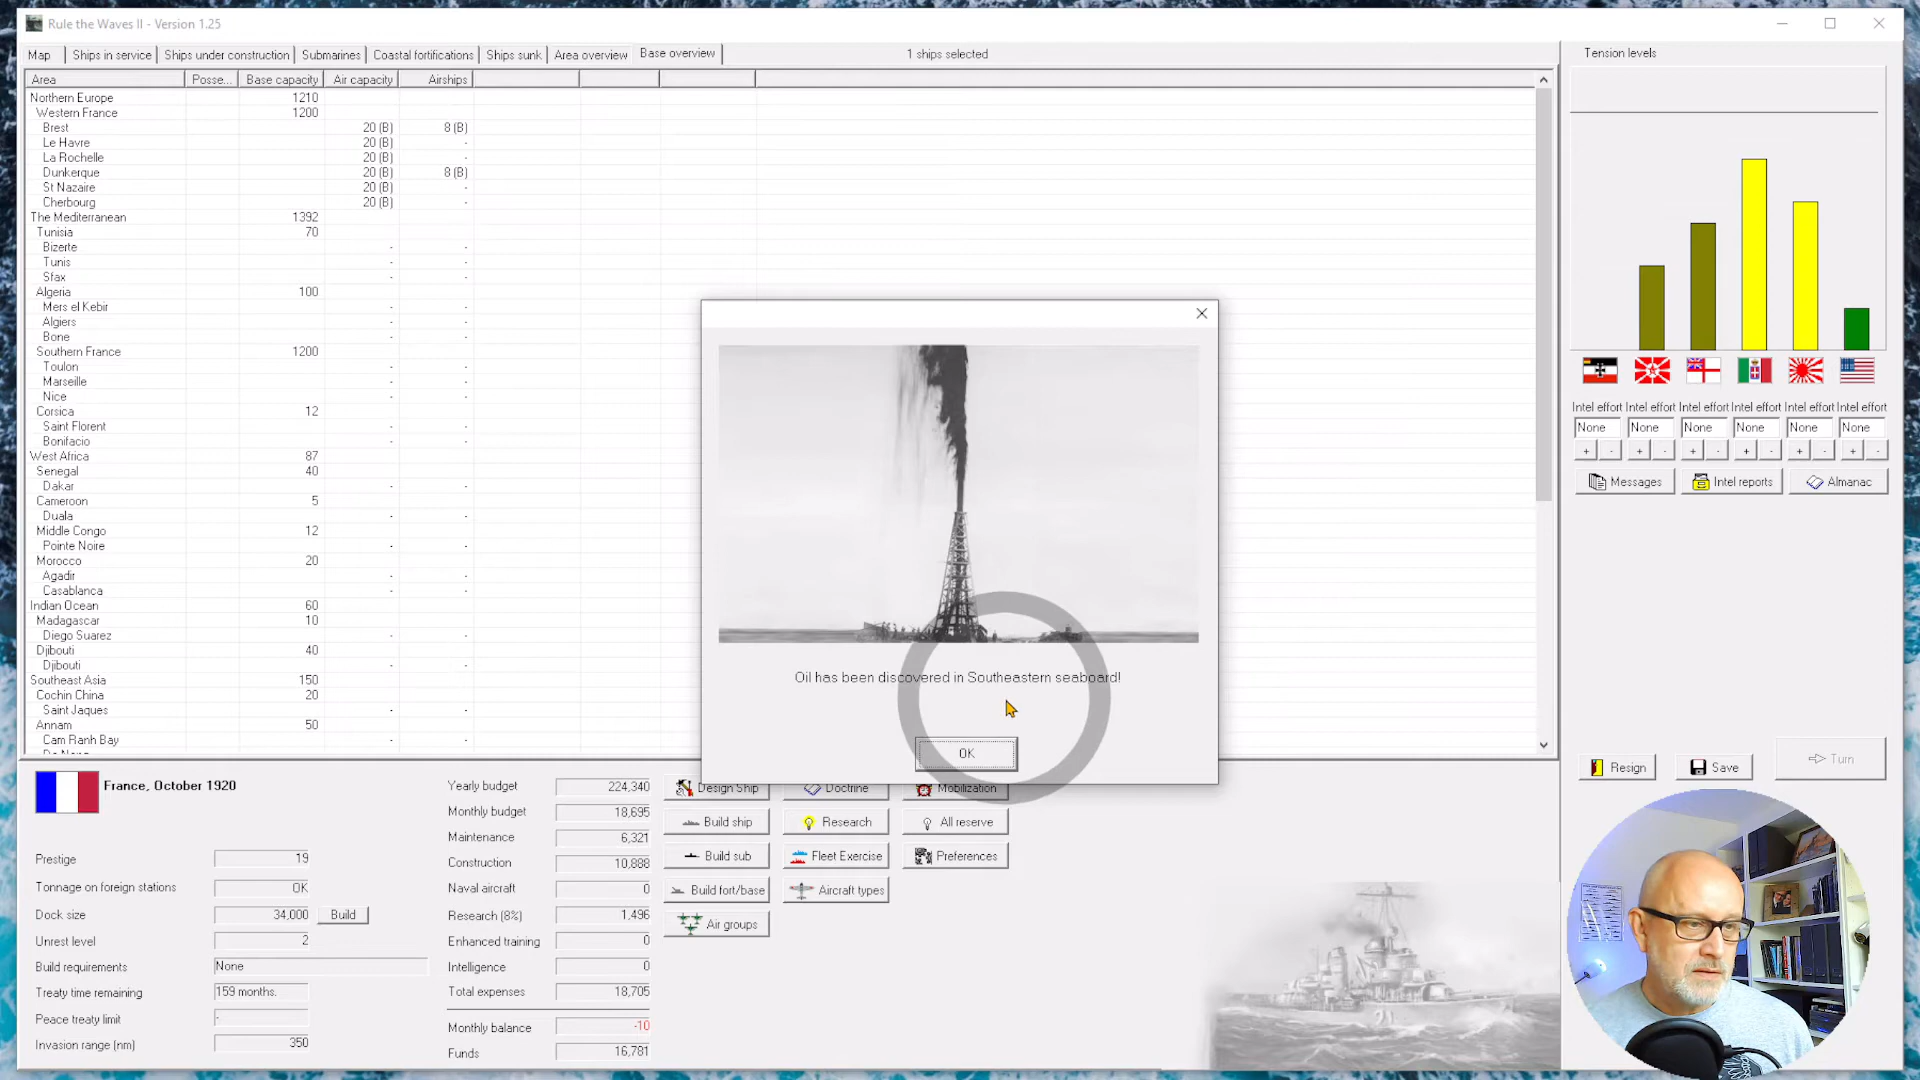 Rule the Waves II - Version 1.25
Map Ships in service Ships under construction Submarines Coastal fortifications Ships sunk Area overview Base overview 1 ships selected Tension levels
Area Posse... Base capacity Air capacity Airships
Northern Europe 1210
Western France 1200
Brest 20 (B) 8 (B)
Le Havre 20 (B) -
La Rochelle 20 (B) -
Dunkerque 20 (B) 8 (B)
St Nazaire 20 (B) -
Cherbourg 20 (B) -
The Mediterranean 1392
Tunisia 70
Bizerte - -
Tunis - -
Sfax - -
Algeria 100
Mers el Kebir - -
Algiers - -
Bone - -
Southern France 1200
Toulon - -
Marseille - -
Nice - -
Corsica 12
Saint Florent - -
Bonifacio - -
West Africa 87
Senegal 40
Dakar - -
Cameroon 5
Duala - -
Middle Congo 12
Pointe Noire - -
Morocco 20
Agadir - -
Casablanca - -
Indian Ocean 60
Madagascar 10
Diego Suarez - -
Djibouti 40
Djibouti - -
Southeast Asia 150
Cochin China 20
Saint Jaques - -
Annam 50
Cam Ranh Bay - -
Oil has been discovered in Southeastern seaboard!
OK
Intel effort Intel effort Intel effort Intel effort Intel effort Intel effort
None None None None None None
+ - + - + - + - + - + -
Messages Intel reports Almanac
Resign Save Turn
France, October 1920
Prestige 19
Tonnage on foreign stations OK
Dock size 34,000 Build
Unrest level 2
Build requirements None
Treaty time remaining 159 months.
Peace treaty limit -
Invasion range (nm) 350
Yearly budget 224,340
Monthly budget 18,695
Maintenance 6,321
Construction 10,888
Naval aircraft 0
Research (8%) 1,496
Enhanced training 0
Intelligence 0
Total expenses 18,705
Monthly balance -10
Funds 16,781
Design Ship Doctrine Mobilization
Build ship Research All reserve
Build sub Fleet Exercise Preferences
Build fort/base Aircraft types
Air groups